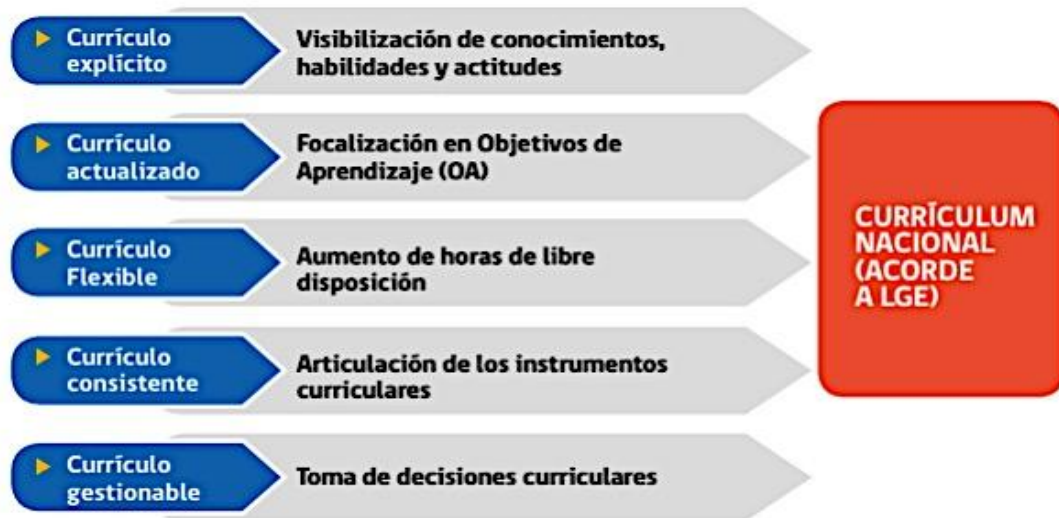 Currículo
explícito
Visibilización de conocimientos,
habilidades y actitudes
Currículo
actualizado
Focalización en Objetivos de
Aprendizaje (OA)
Currículo
Flexible
Aumento de horas de libre
disposición
Currículo
consistente
Articulación de los instrumentos
curriculares
Currículo
gestionable
Toma de decisiones curriculares
CURRÍCULUM
NACIONAL
(ACORDE
A LGE)